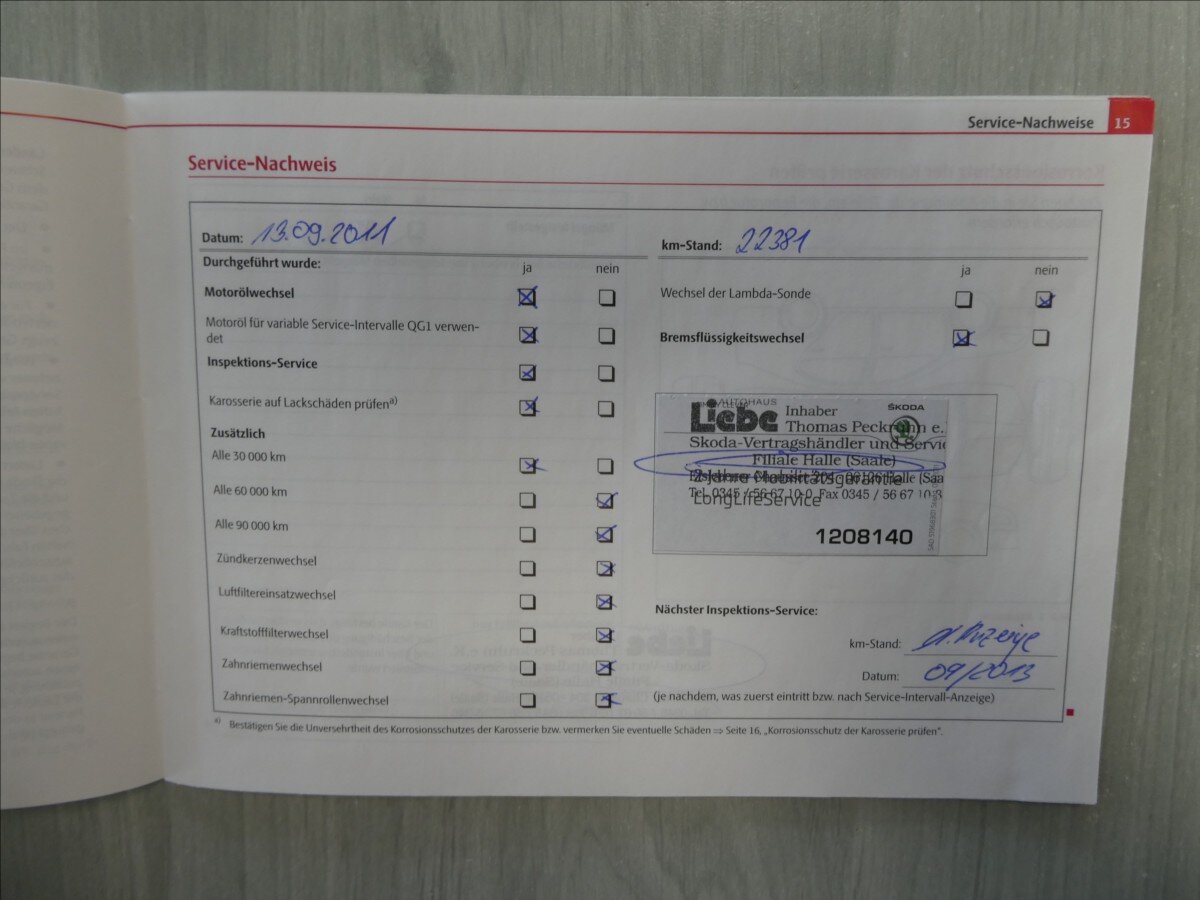 Service-Nachweise 15
Service-Nachweis
Datum: 13.09.2011
km-Stand: 22381
Durchgeführt wurde: ja nein
Motorölwechsel
Motoröl für variable Service-Intervalle QG1 verwen-
det
Inspektions-Service
Karosserie auf Lackschäden prüfen a)
Zusätzlich
Alle 30 000 km
Alle 60 000 km
Alle 90 000 km
Zündkerzenwechsel
Luftfiltereinsatzwechsel
Kraftstofffilterwechsel
Zahnriemenwechsel
Zahnriemen-Spannrollenwechsel
ja nein
Wechsel der Lambda-Sonde
Bremsflüssigkeitswechsel
AUTOHAUS
Liebe Inhaber
ŠKODA
Thomas Peckmann e.
Skoda-Vertragshändler und Servic
Filiale Halle (Saale)
2 Jahre Mobilitätsgarantie
Tel. 0345 / 56 67 10-0 Fax 0345 / 56 67 10
LongLifeService
1208140
Nächster Inspektions-Service:
km-Stand: Anzeige
Datum: 09/2013
(je nachdem, was zuerst eintritt bzw. nach Service-Intervall-Anzeige)
a) Bestätigen Sie die Unversehrtheit des Korrosionsschutzes der Karosserie bzw. vermerken Sie eventuelle Schäden ⇒ Seite 16, „Korrosionsschutz der Karosserie prüfen".